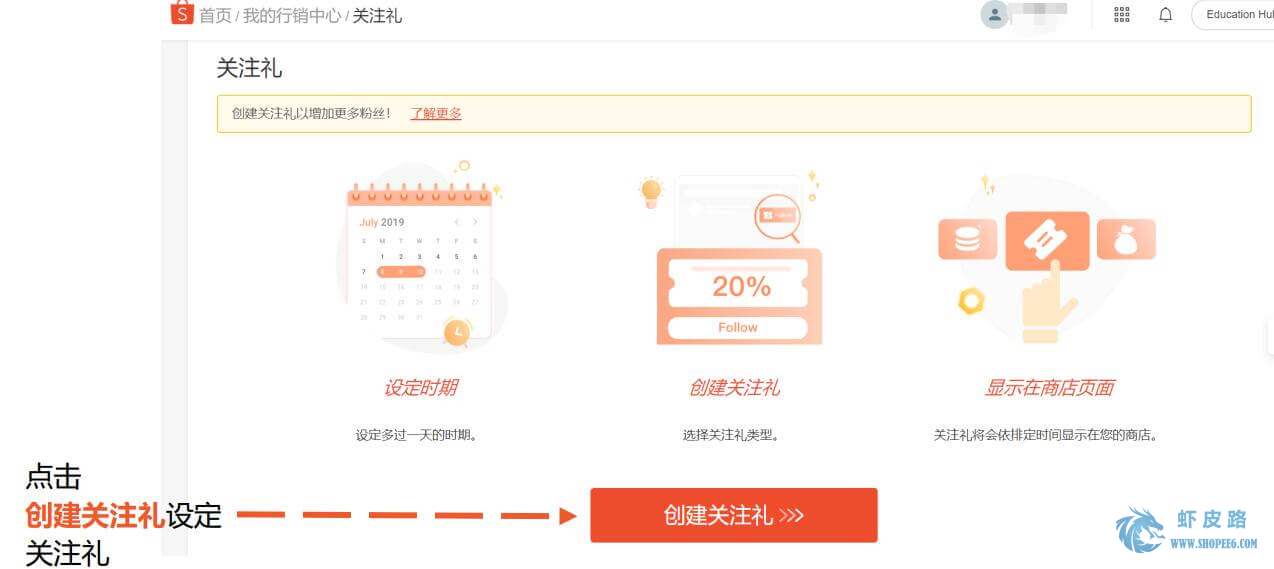 S 首页 / 我的行销中心 / 关注礼
Education Hu
关注礼
创建关注礼以增加更多粉丝！ 了解更多
July 2019
S M T W T F S
1 2 3 4 5 6
7 8 9 10 11 12 13
14 15 16 17 18 19 20
21 22 23 24 25 26 27
28 29 30 31
20%
Follow
设定时期
创建关注礼
显示在商店页面
设定多过一天的时期。
选择关注礼类型。
关注礼将会依排定时间显示在您的商店。
点击
创建关注礼设定
关注礼
创建关注礼 >>>
虾皮路
WWW.SHOPEE6.COM